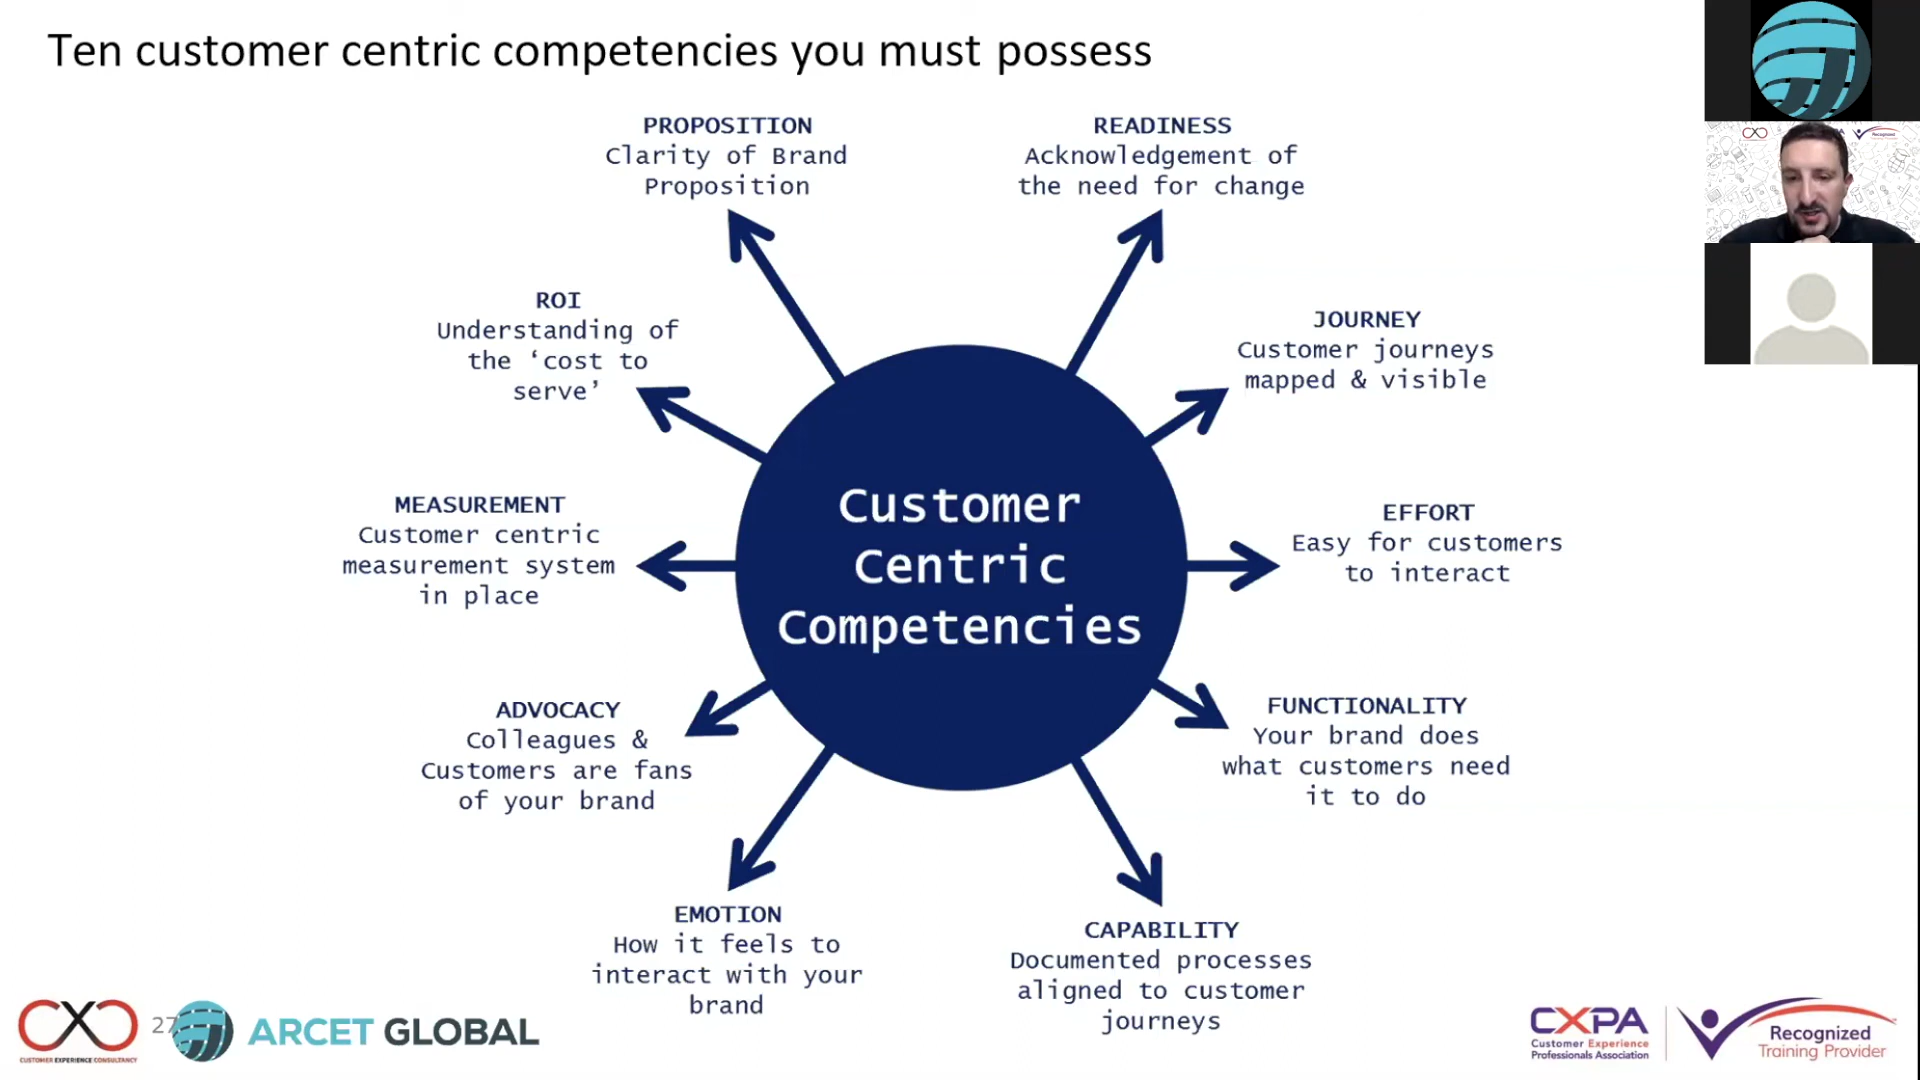 Ten customer centric competencies you must possess
PROPOSITION
Clarity of Brand
Proposition
READINESS
Acknowledgement of
the need for change
ROI
Understanding of
the ‘cost to
serve’
JOURNEY
Customer journeys
mapped & visible
MEASUREMENT
Customer centric
measurement system
in place
Customer
Centric
Competencies
EFFORT
Easy for customers
to interact
ADVOCACY
Colleagues &
Customers are fans
of your brand
FUNCTIONALITY
Your brand does
what customers need
it to do
EMOTION
How it feels to
interact with your
brand
CAPABILITY
Documented processes
aligned to customer
journeys
CXC
CUSTOMER EXPERIENCE CONSULTANCY
27
ARCET GLOBAL
CXPA
Customer Experience
Professionals Association
Recognized
Training Provider